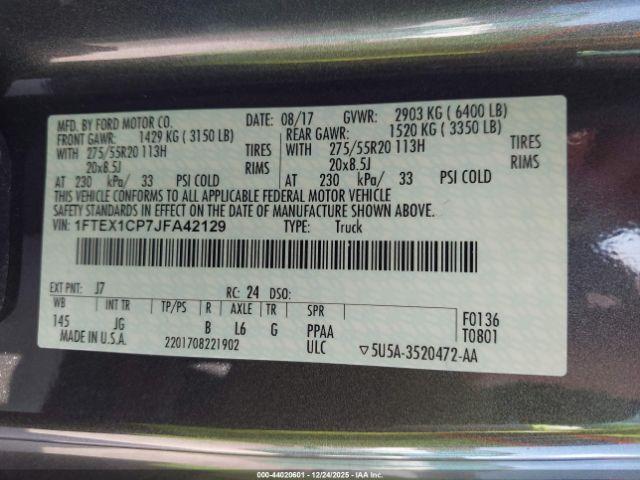 MFD. BY FORD MOTOR CO. DATE: 08/17 GVWR: 2903 KG ( 6400 LB)
FRONT GAWR: 1429 KG ( 3150 LB) REAR GAWR: 1520 KG ( 3350 LB)
WITH 275/55R20 113H TIRES WITH 275/55R20 113H TIRES
20x8.5J RIMS 20x8.5J RIMS
AT 230 kPa/ 33 PSI COLD AT 230 kPa/ 33 PSI COLD
THIS VEHICLE CONFORMS TO ALL APPLICABLE FEDERAL MOTOR VEHICLE
SAFETY STANDARDS IN EFFECT ON THE DATE OF MANUFACTURE SHOWN ABOVE.
VIN: 1FTEX1CP7JFA42129 TYPE: Truck
EXT PNT: J7 RC: 24 DSO:
WB INT TR TP/PS R AXLE TR SPR F0136
145 JG B L6 G PPAA T0801
MADE IN U.S.A. 2201708221902 ULC ▽5U5A-3520472-AA
000-44020601 - 12/24/2025 - IAAI, Inc.